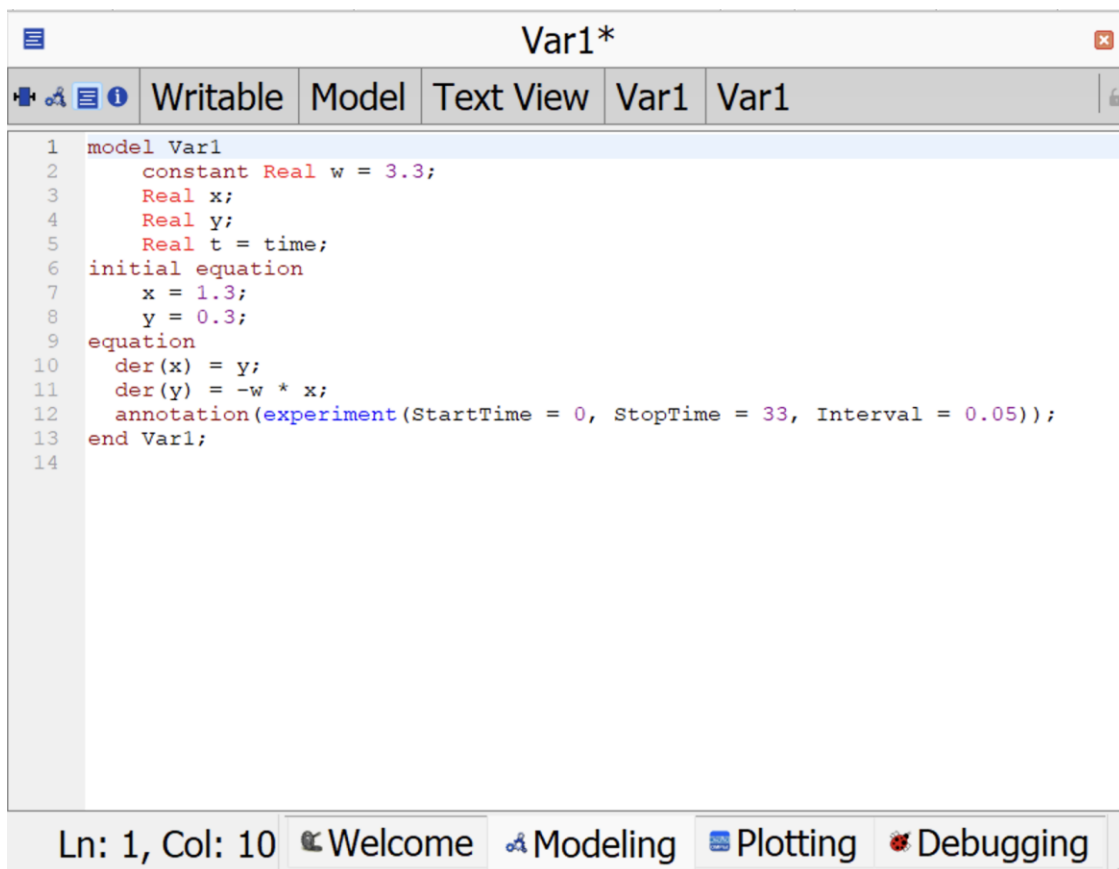 Var1*
Writable Model Text View Var1 Var1
1 model Var1
2 constant Real w = 3.3;
3 Real x;
4 Real y;
5 Real t = time;
6 initial equation
7 x = 1.3;
8 y = 0.3;
9 equation
10 der(x) = y;
11 der(y) = -w * x;
12 annotation(experiment(StartTime = 0, StopTime = 33, Interval = 0.05));
13 end Var1;
14
Ln: 1, Col: 10 Welcome Modeling Plotting Debugging